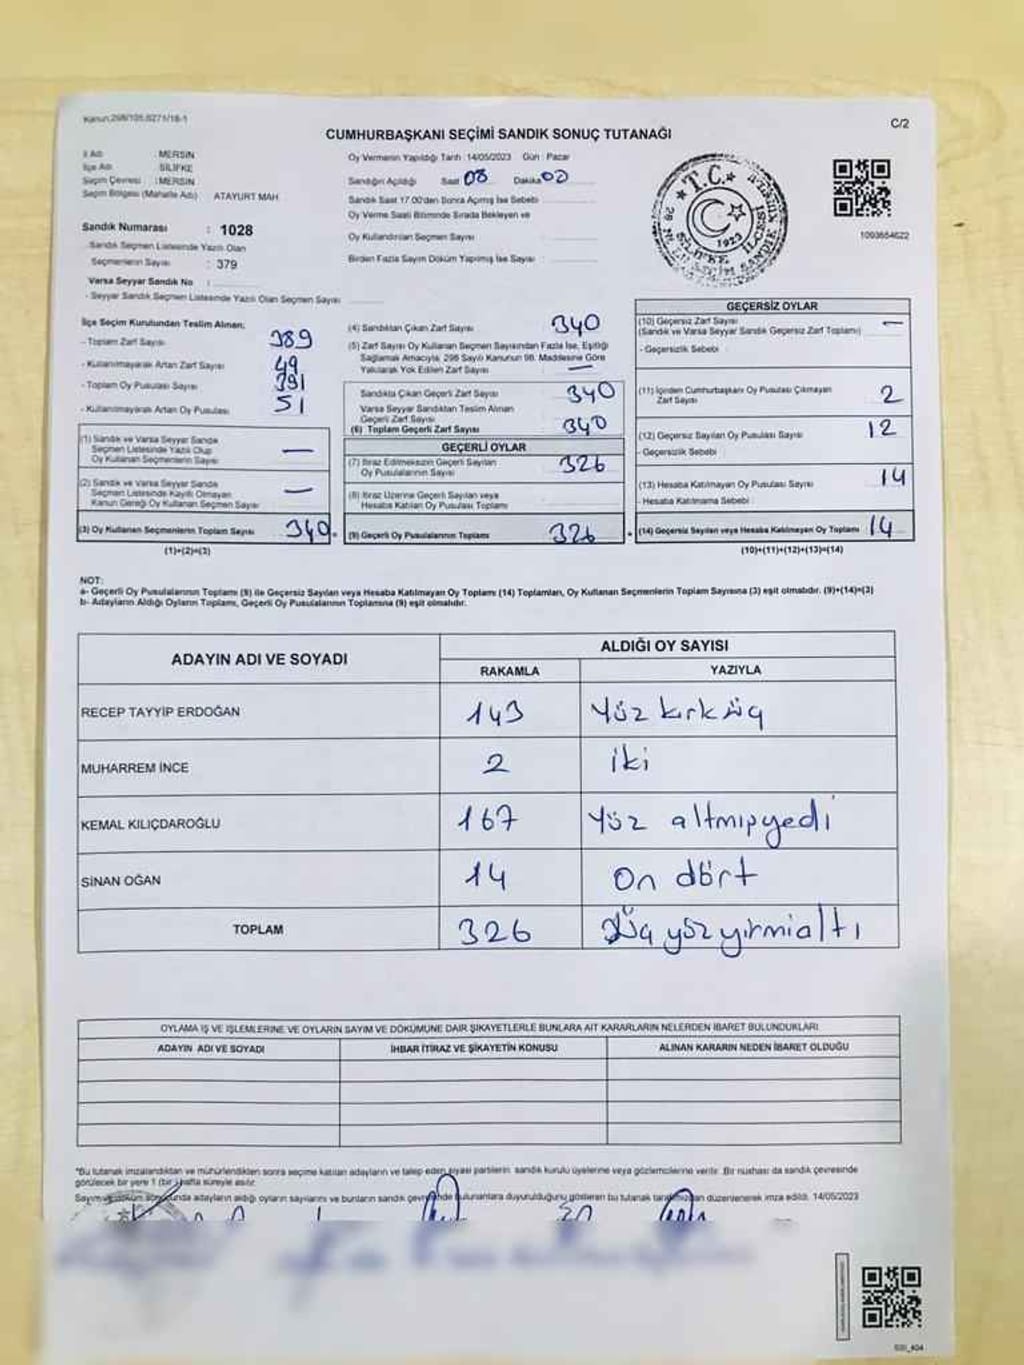 Kanun:298/105,6271/18-1
C/2
CUMHURBAŞKANI SEÇİMİ SANDIK SONUÇ TUTANAĞI
İl Adı : MERSİN
İlçe Adı : SİLİFKE
Seçim Çevresi : MERSİN
Seçim Bölgesi (Mahalle Adı) ATAYURT MAH.
Sandık Numarası : 1028
Sandık Seçmen Listesinde Yazılı Olan
Seçmenlerin Sayısı : 379
Varsa Seyyar Sandık No :
- Seyyar Sandık Seçmen Listesinde Yazılı Olan Seçmen Sayısı
Oy Vermenin Yapıldığı Tarih :14/05/2023 Gün : Pazar
Sandığın Açıldığı Saat 08 Dakika 00
Sandık Saat 17.00'den Sonra Açılmış İse Sebebi
Oy Verme Saati Bitiminde Sırada Bekleyen ve
Oy Kullandırılan Seçmen Sayısı
Birden Fazla Sayım Döküm Yapılmış İse Sayısı
T.C.
1923
1093654622
İlçe Seçim Kurulundan Teslim Alınan;
- Toplam Zarf Sayısı 389
- Kullanılmayarak Artan Zarf Sayısı 49
- Toplam Oy Pusulası Sayısı 391
- Kullanılmayarak Artan Oy Pusulası 51
(1) Sandık ve Varsa Seyyar Sandık
Seçmen Listesinde Yazılı Olup
Oy Kullanan Seçmenlerin Sayısı —
(2) Sandık ve Varsa Seyyar Sandık
Seçmen Listesinde Kayıtlı Olmayan
Kanun Gereği Oy Kullanan Seçmen Sayısı —
(3) Oy Kullanan Seçmenlerin Toplam Sayısı 340
(1)+(2)=(3)
(4) Sandıktan Çıkan Zarf Sayısı 340
(5) Zarf Sayısı Oy Kullanan Seçmen Sayısından Fazla İse, Eşitliği
Sağlamak Amacıyla, 298 Sayılı Kanunun 98. Maddesine Göre
Yakılarak Yok Edilen Zarf Sayısı —
Sandıkta Çıkan Geçerli Zarf Sayısı 340
Varsa Seyyar Sandıktan Teslim Alınan
Geçerli Zarf Sayısı
(6) Toplam Geçerli Zarf Sayısı 340
GEÇERLİ OYLAR
(7) İtiraz Edilmeksizin Geçerli Sayılan
Oy Pusulalarının Sayısı 326
(8) İtiraz Üzerine Geçerli Sayılan veya
Hesaba Katılan Oy Pusulası Toplamı
(9) Geçerli Oy Pusulalarının Toplamı 326
GEÇERSİZ OYLAR
(10) Geçersiz Zarf Sayısı —
(Sandık ve Varsa Seyyar Sandık Geçersiz Zarf Toplamı)
- Geçersizlik Sebebi :
(11) İçinden Cumhurbaşkanı Oy Pusulası Çıkmayan
Zarf Sayısı 2
(12) Geçersiz Sayılan Oy Pusulası Sayısı 12
- Geçersizlik Sebebi :
(13) Hesaba Katılmayan Oy Pusulası Sayısı 14
- Hesaba Katılmama Sebebi :
(14) Geçersiz Sayılan veya Hesaba Katılmayan Oy Toplamı 14
(10)+(11)+(12)+(13)=(14)
NOT:
a- Geçerli Oy Pusulalarının Toplamı (9) ile Geçersiz Sayılan veya Hesaba Katılmayan Oy Toplamı (14) Toplamları, Oy Kullanan Seçmenlerin Toplam Sayısına (3) eşit olmalıdır. (9)+(14)=(3)
b- Adayların Aldığı Oyların Toplamı, Geçerli Oy Pusulalarının Toplamına (9) eşit olmalıdır.
ADAYIN ADI VE SOYADI ALDIĞI OY SAYISI
RAKAMLA YAZIYLA
RECEP TAYYİP ERDOĞAN 143 Yüz kırk üç
MUHARREM İNCE 2 iki
KEMAL KILIÇDAROĞLU 167 Yüz altmışyedi
SİNAN OĞAN 14 On dört
TOPLAM 326 Üç yüz yirmialtı
OYLAMA İŞ VE İŞLEMLERİNE VE OYLARIN SAYIM VE DÖKÜMÜNE DAİR ŞİKAYETLERLE BUNLARA AİT KARARLARIN NELERDEN İBARET BULUNDUKLARI
ADAYIN ADI VE SOYADI İHBAR İTİRAZ VE ŞİKAYETİN KONUSU ALINAN KARARIN NEDEN İBARET OLDUĞU
*Bu tutanak imzalandıktan ve mühürlendikten sonra seçime katılan adayların ve talep eden siyasi partilerin sandık kurulu üyelerine veya gözlemcilerine verilir. Bir nüshası da sandık çevresinde
görülecek bir yere 1 (bir) hafta süreyle asılır.
Sayım ve döküm sonucunda adayların aldığı oyların sayılarını ve bunların sandık çevresinde bulunanlara duyurulduğunu gösteren bu tutanak tarafımızdan düzenlenerek imza edildi. 14/05/2023